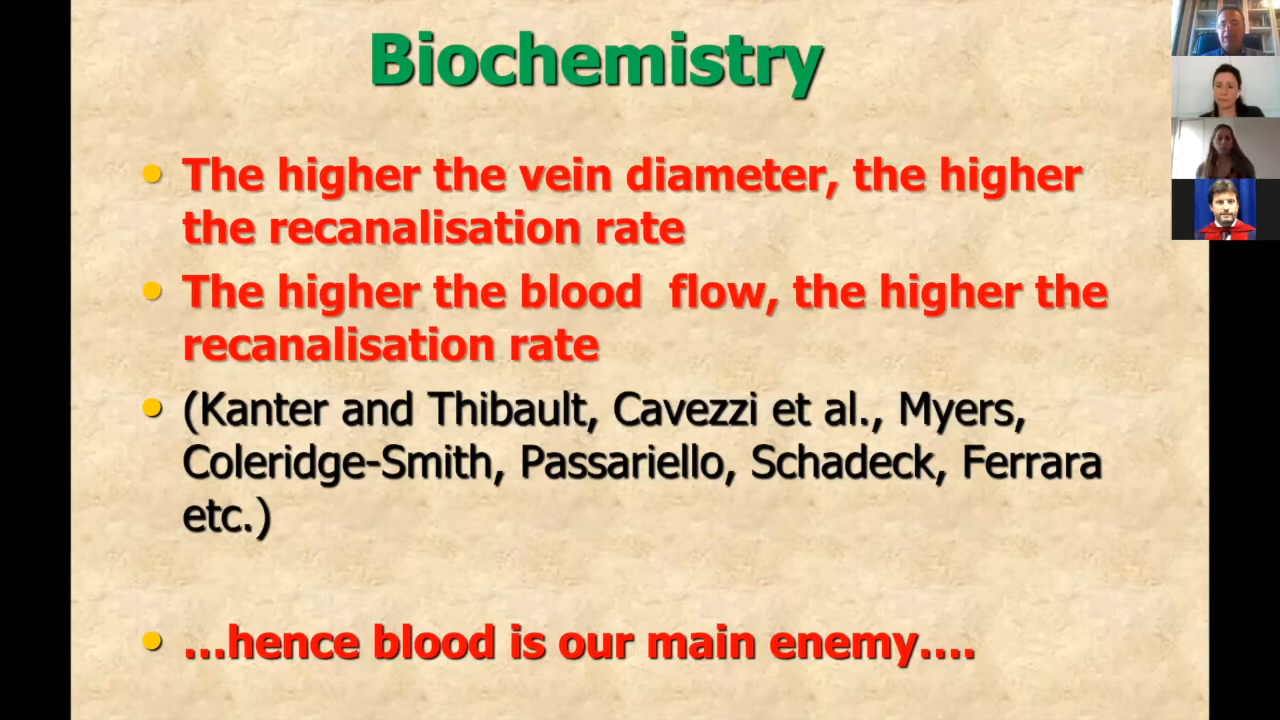 Biochemistry
The higher the vein diameter, the higher
the recanalisation rate
The higher the blood flow, the higher the
recanalisation rate
(Kanter and Thibault, Cavezzi et al., Myers,
Coleridge-Smith, Passariello, Schadeck, Ferrara
etc.)
…hence blood is our main enemy….